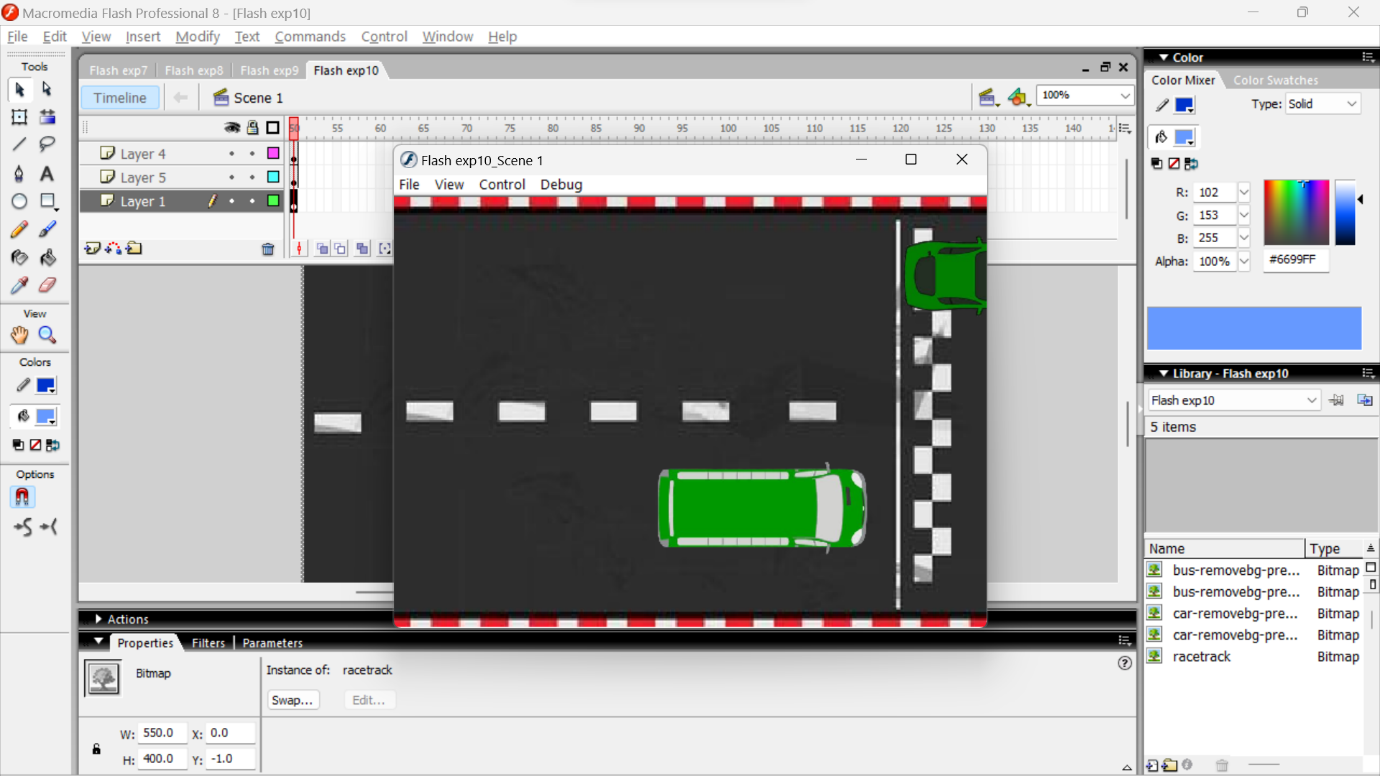 Macromedia Flash Professional 8 - [Flash exp10]
File Edit View Insert Modify Text Commands Control Window Help
Tools
Flash exp7 Flash exp8 Flash exp9 Flash exp10
Timeline Scene 1 100%
55 60 65 70 75 80 85 90 95 100 105 110 115 120 125 130 135 140
Layer 4
Layer 5
Layer 1
Flash exp10_Scene 1
File View Control Debug
View
Colors
Options
Color
Color Mixer Color Swatches
Type: Solid
R: 102
G: 153
B: 255
Alpha: 100% #6699FF
Library - Flash exp10
Flash exp10
5 items
Name Type
bus-removebg-pre... Bitmap
bus-removebg-pre... Bitmap
car-removebg-pre... Bitmap
car-removebg-pre... Bitmap
racetrack Bitmap
Actions
Properties Filters Parameters
Bitmap
Instance of: racetrack
Swap... Edit...
W: 550.0 X: 0.0
H: 400.0 Y: -1.0